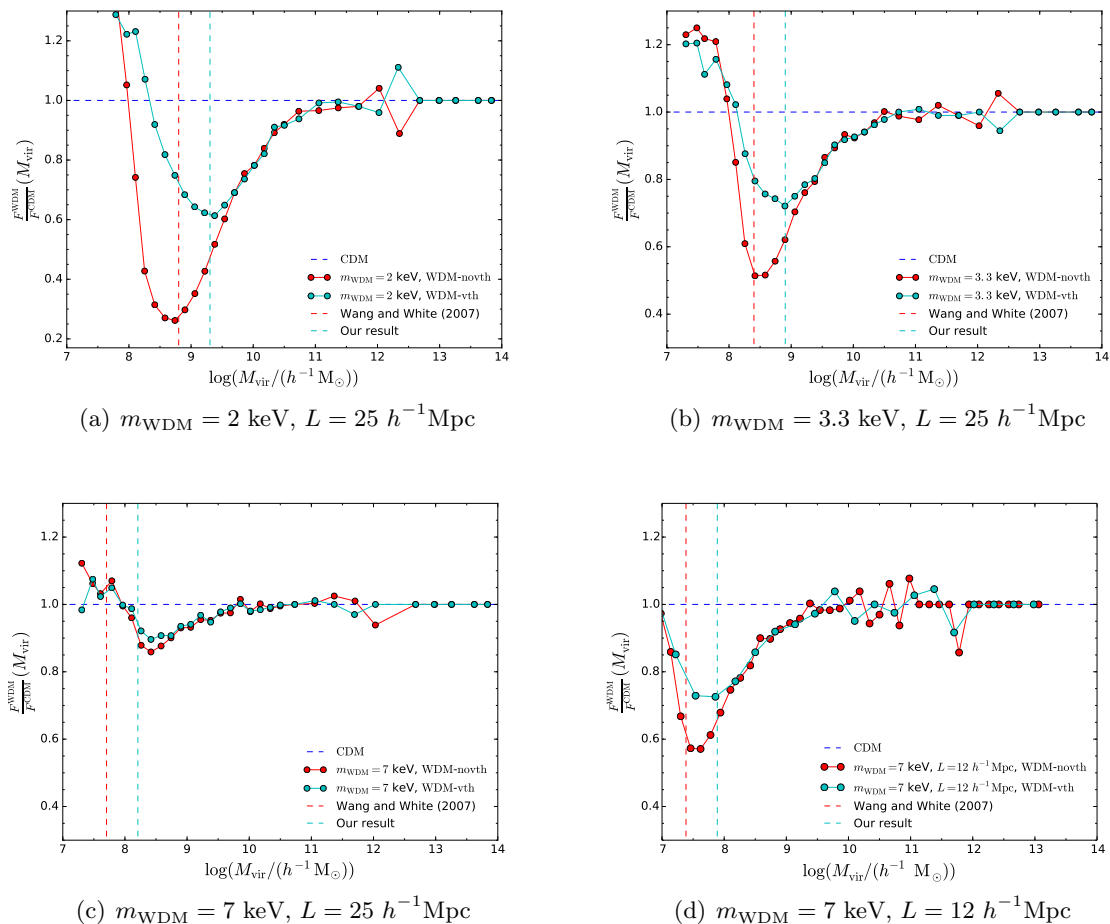 1.2
1.0
0.8
0.6
0.4
0.2
F^WDM/F^CDM (M_vir)
CDM
m_WDM = 2 keV, WDM-novth
m_WDM = 2 keV, WDM-vth
Wang and White (2007)
Our result
7 8 9 10 11 12 13 14
log(M_vir/(h^−1 M_⊙))
(a) m_WDM = 2 keV, L = 25 h^−1Mpc
1.2
1.0
0.8
0.6
0.4
F^WDM/F^CDM (M_vir)
CDM
m_WDM = 3.3 keV, WDM-novth
m_WDM = 3.3 keV, WDM-vth
Wang and White (2007)
Our result
7 8 9 10 11 12 13 14
log(M_vir/(h^−1 M_⊙))
(b) m_WDM = 3.3 keV, L = 25 h^−1Mpc
1.2
1.0
0.8
0.6
0.4
F^WDM/F^CDM (M_vir)
CDM
m_WDM = 7 keV, WDM-novth
m_WDM = 7 keV, WDM-vth
Wang and White (2007)
Our result
7 8 9 10 11 12 13 14
log(M_vir/(h^−1 M_⊙))
(c) m_WDM = 7 keV, L = 25 h^−1Mpc
1.2
1.0
0.8
0.6
0.4
F^WDM/F^CDM (M_vir)
CDM
m_WDM = 7 keV, L = 12 h^−1Mpc, WDM-novth
m_WDM = 7 keV, L = 12 h^−1Mpc, WDM-vth
Wang and White (2007)
Our result
7 8 9 10 11 12 13 14
log(M_vir/(h^−1 M_⊙))
(d) m_WDM = 7 keV, L = 12 h^−1Mpc